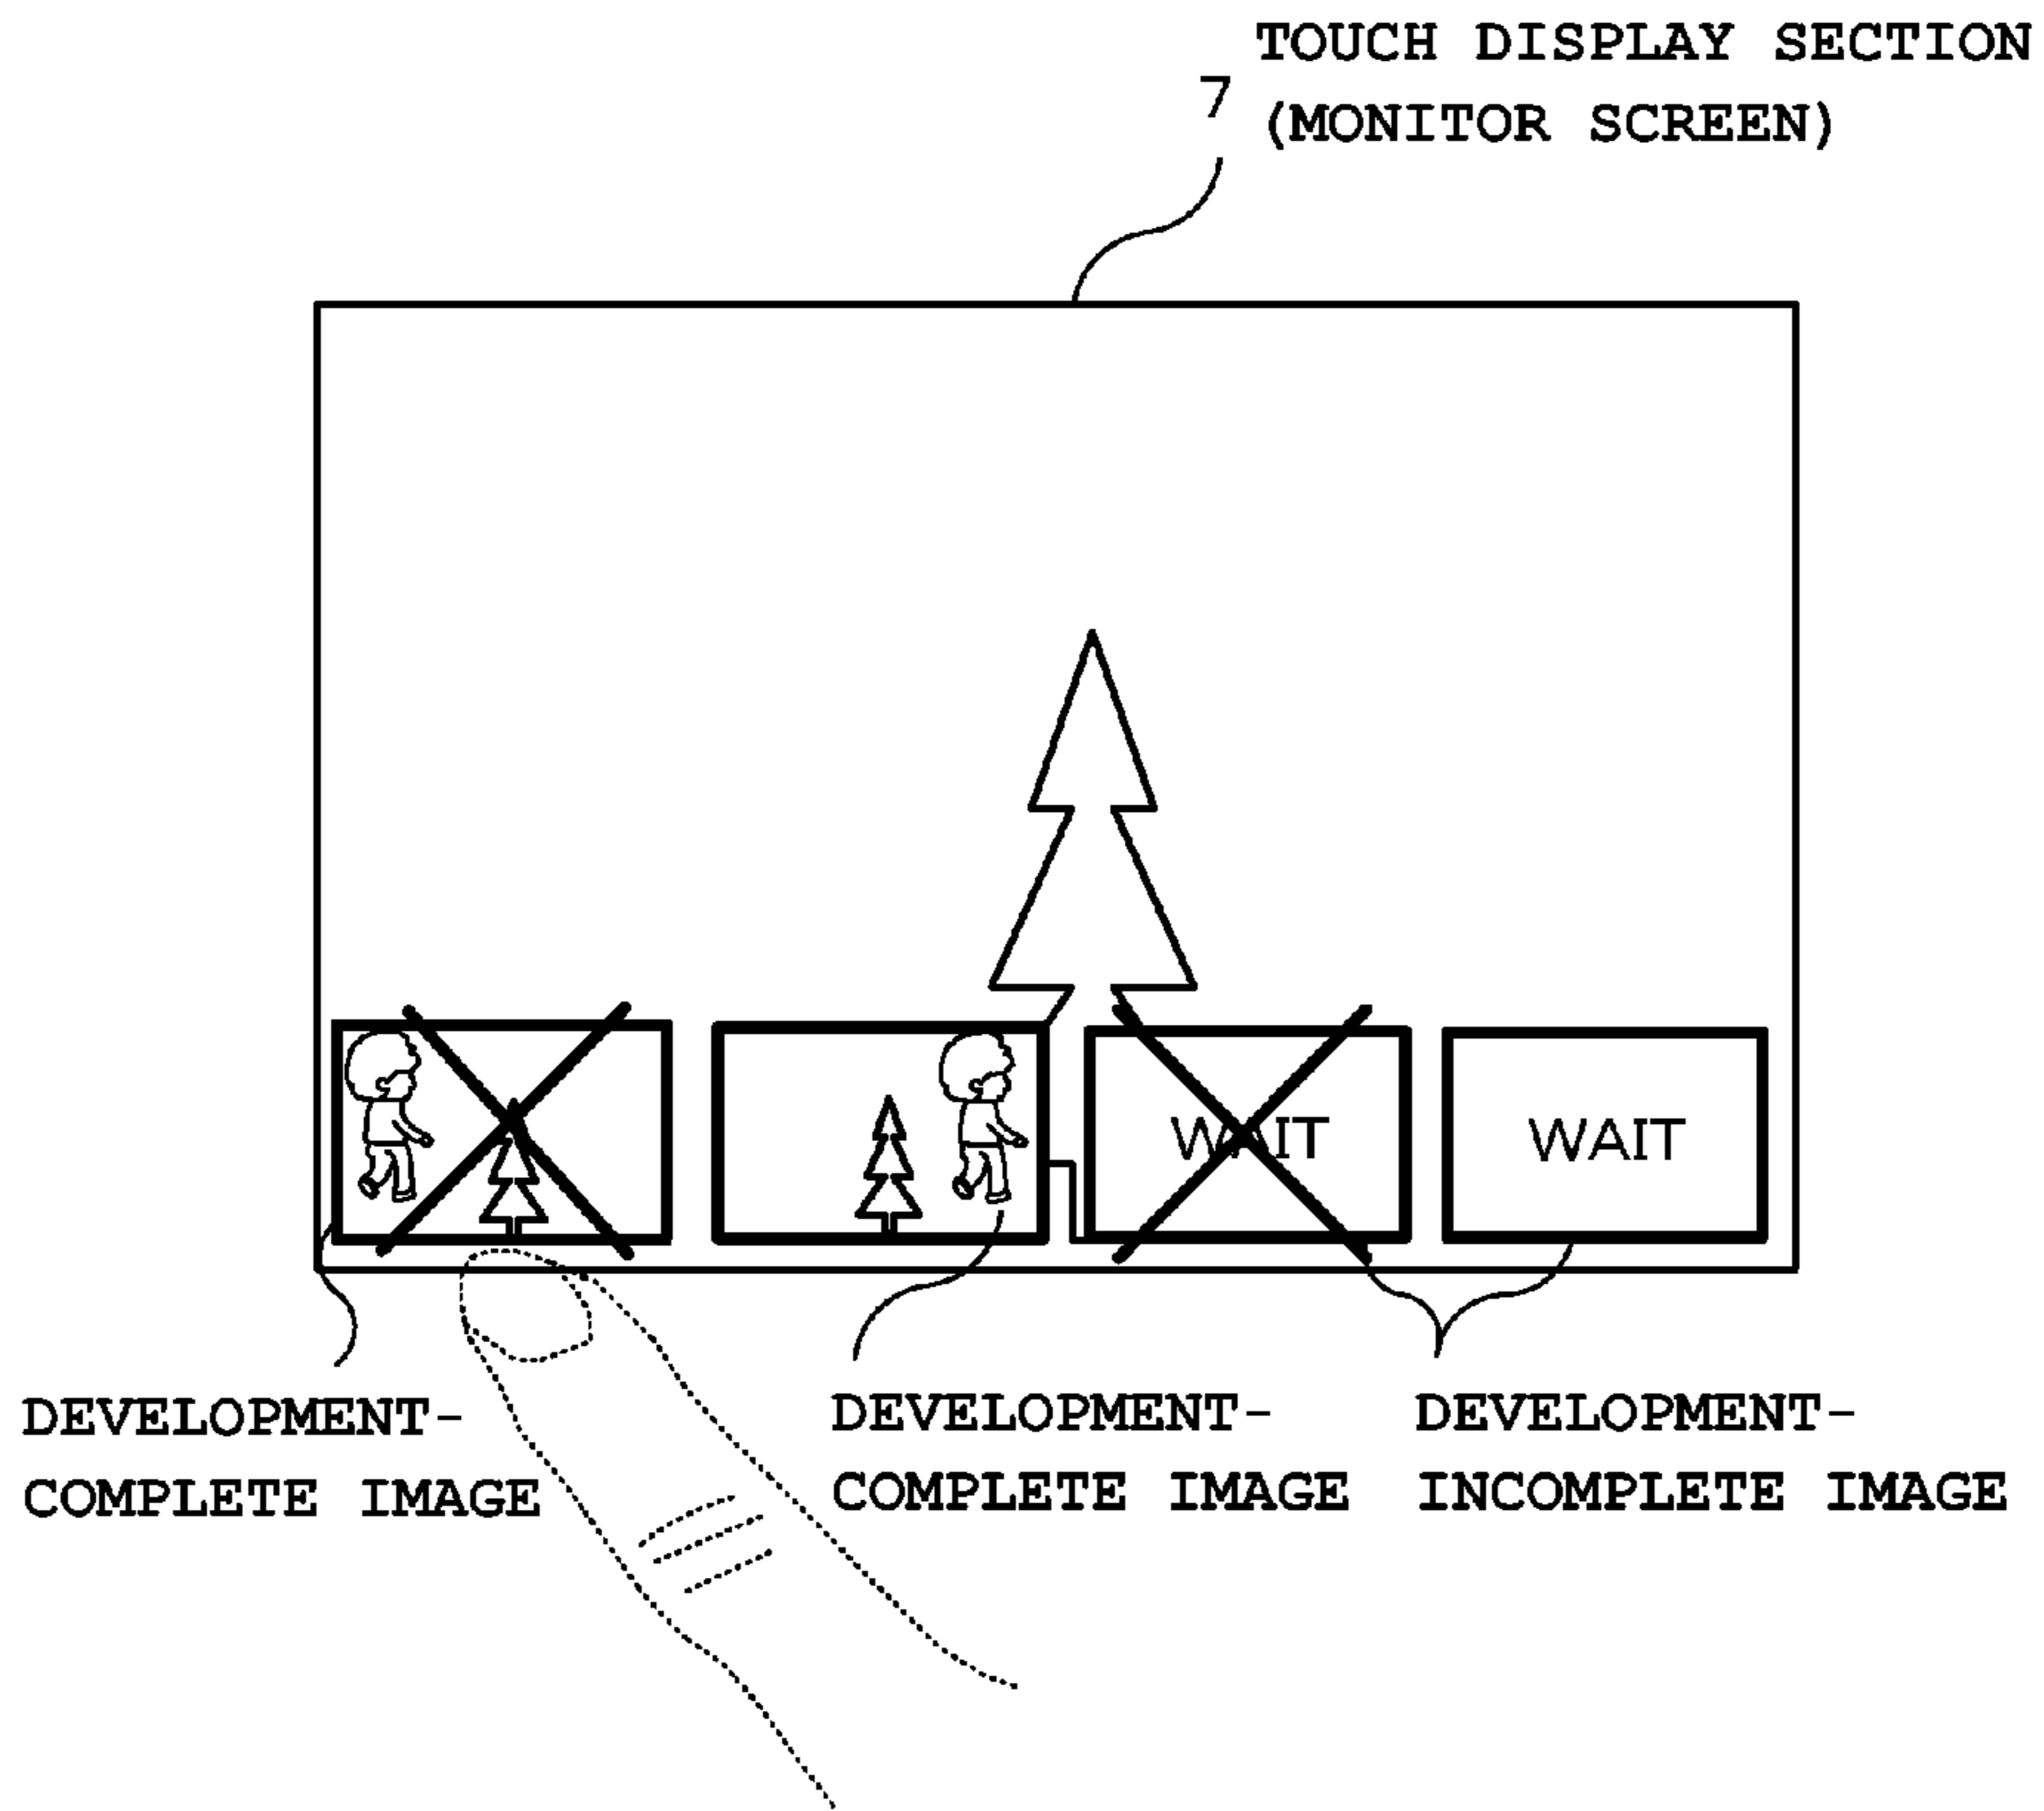 TOUCH DISPLAY SECTION
7
(MONITOR SCREEN)
WAIT
WAIT
DEVELOPMENT-
COMPLETE IMAGE
DEVELOPMENT-
COMPLETE IMAGE
DEVELOPMENT-
INCOMPLETE IMAGE